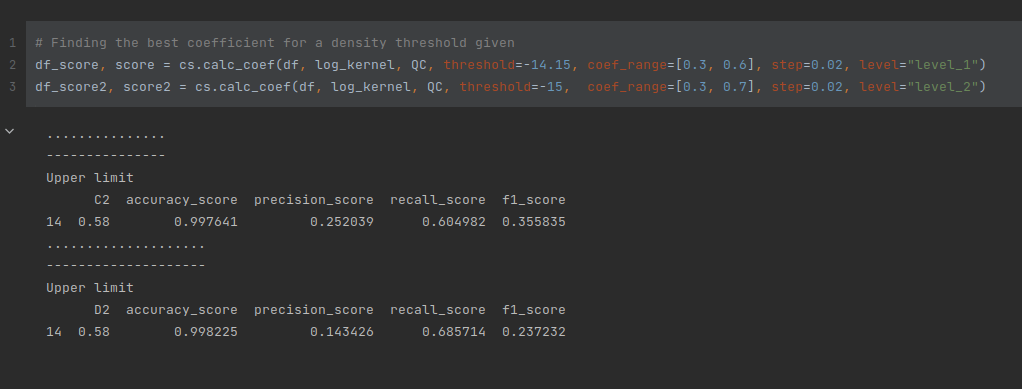 1 # Finding the best coefficient for a density threshold given
2 df_score, score = cs.calc_coef(df, log_kernel, QC, threshold=-14.15, coef_range=[0.3, 0.6], step=0.02, level="level_1")
3 df_score2, score2 = cs.calc_coef(df, log_kernel, QC, threshold=-15,  coef_range=[0.3, 0.7], step=0.02, level="level_2")
...............
---------------
Upper limit
C2 accuracy_score precision_score recall_score f1_score
14 0.58 0.997641 0.252039 0.604982 0.355835
....................
--------------------
Upper limit
D2 accuracy_score precision_score recall_score f1_score
14 0.58 0.998225 0.143426 0.685714 0.237232